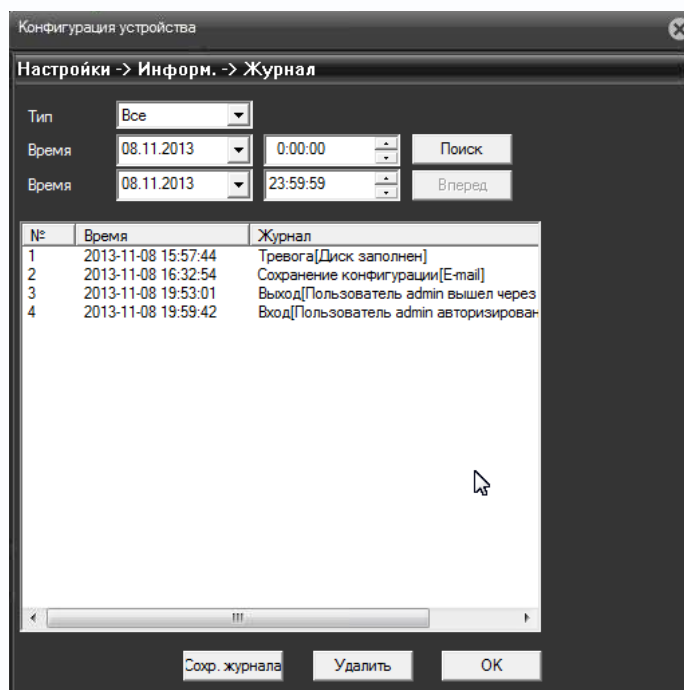 Конфигурация устройства
Настройки -> Информ. -> Журнал
Тип Все
Время 08.11.2013 0:00:00 Поиск
Время 08.11.2013 23:59:59 Вперед
№ Время Журнал
1 2013-11-08 15:57:44 Тревога[Диск заполнен]
2 2013-11-08 16:32:54 Сохранение конфигурации[E-mail]
3 2013-11-08 19:53:01 Выход[Пользователь admin вышел через
4 2013-11-08 19:59:42 Вход[Пользователь admin авторизирован
Сохр. журнала Удалить OK